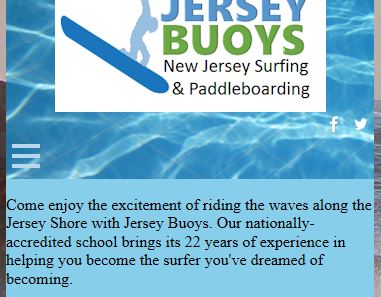 JERSEY
BUOYS
New Jersey Surfing
& Paddleboarding
Come enjoy the excitement of riding the waves along the
Jersey Shore with Jersey Buoys. Our nationally-
accredited school brings its 22 years of experience in
helping you become the surfer you've dreamed of
becoming.